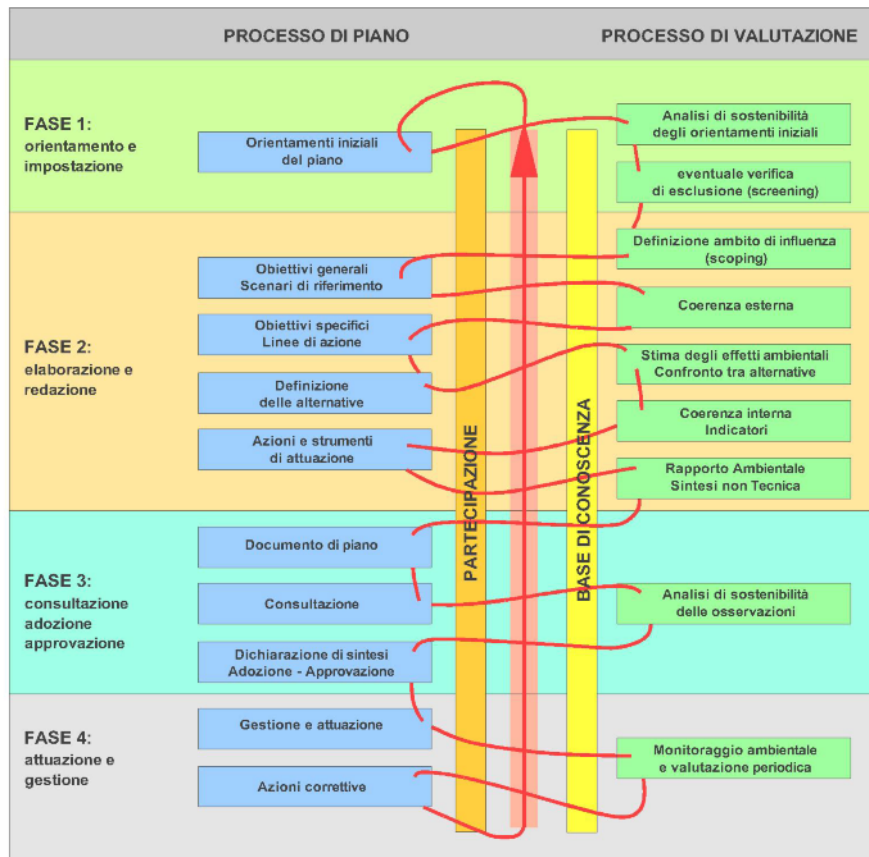 PROCESSO DI PIANO
PROCESSO DI VALUTAZIONE
FASE 1:
orientamento e
impostazione
Orientamenti iniziali
del piano
Analisi di sostenibilità
degli orientamenti iniziali
eventuale verifica
di esclusione (screening)
FASE 2:
elaborazione e
redazione
Definizione ambito di influenza
(scoping)
Obiettivi generali
Scenari di riferimento
Coerenza esterna
Obiettivi specifici
Linee di azione
Stima degli effetti ambientali
Confronto tra alternative
Definizione
delle alternative
Coerenza interna
Indicatori
Azioni e strumenti
di attuazione
Rapporto Ambientale
Sintesi non Tecnica
PARTECIPAZIONE
BASE DI CONOSCENZA
FASE 3:
consultazione
adozione
approvazione
Documento di piano
Consultazione
Analisi di sostenibilità
delle osservazioni
Dichiarazione di sintesi
Adozione - Approvazione
FASE 4:
attuazione e
gestione
Gestione e attuazione
Monitoraggio ambientale
e valutazione periodica
Azioni correttive